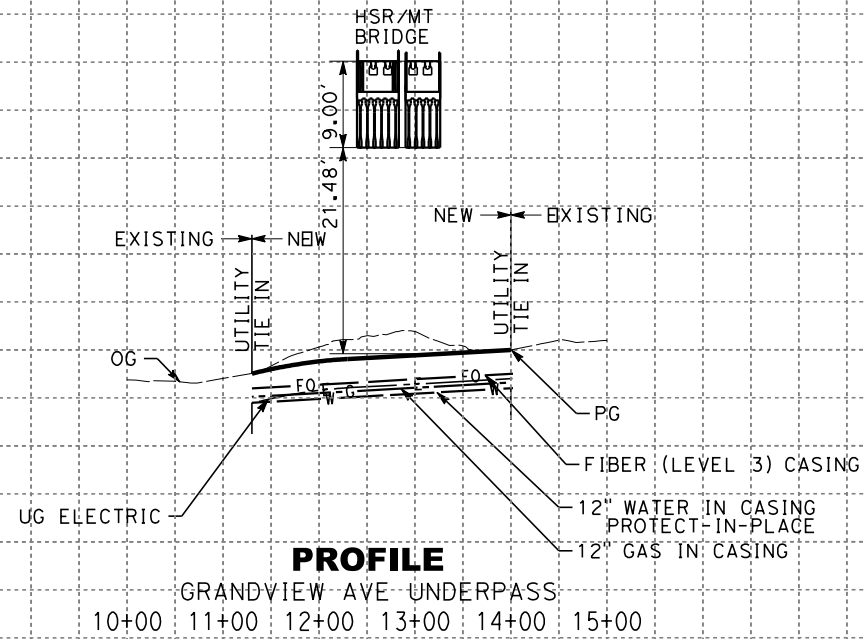 HSR/MT
BRIDGE
9.00'
21.48'
NEW
EXISTING
EXISTING
NEW
UTILITY
TIE IN
UTILITY
TIE IN
OG
FO
E
G
W
E
FO
W
PG
FIBER (LEVEL 3) CASING
UG ELECTRIC
12" WATER IN CASING
PROTECT-IN-PLACE
12" GAS IN CASING
PROFILE
GRANDVIEW AVE UNDERPASS
10+00 11+00 12+00 13+00 14+00 15+00